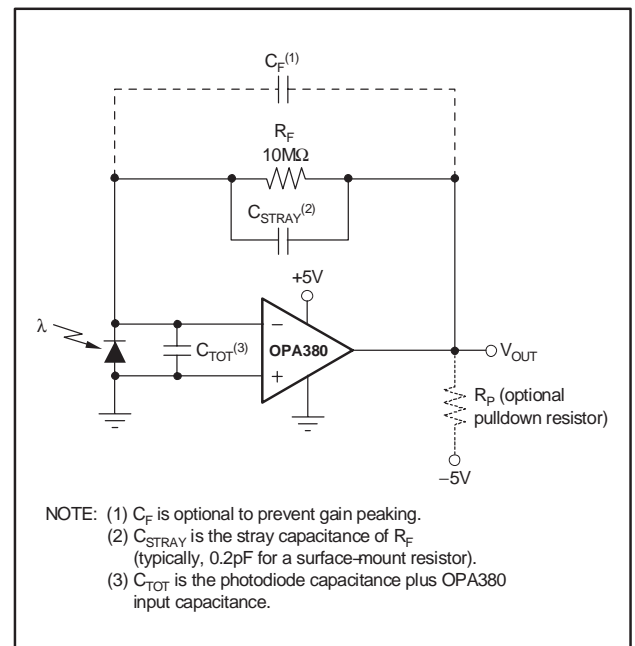 C_F(1)
R_F
10MΩ
C_STRAY(2)
+5V
λ
−
C_TOT(3)
OPA380
+
V_OUT
R_P (optional
pulldown resistor)
−5V
NOTE: (1) C_F is optional to prevent gain peaking.
(2) C_STRAY is the stray capacitance of R_F
(typically, 0.2pF for a surface-mount resistor).
(3) C_TOT is the photodiode capacitance plus OPA380
input capacitance.